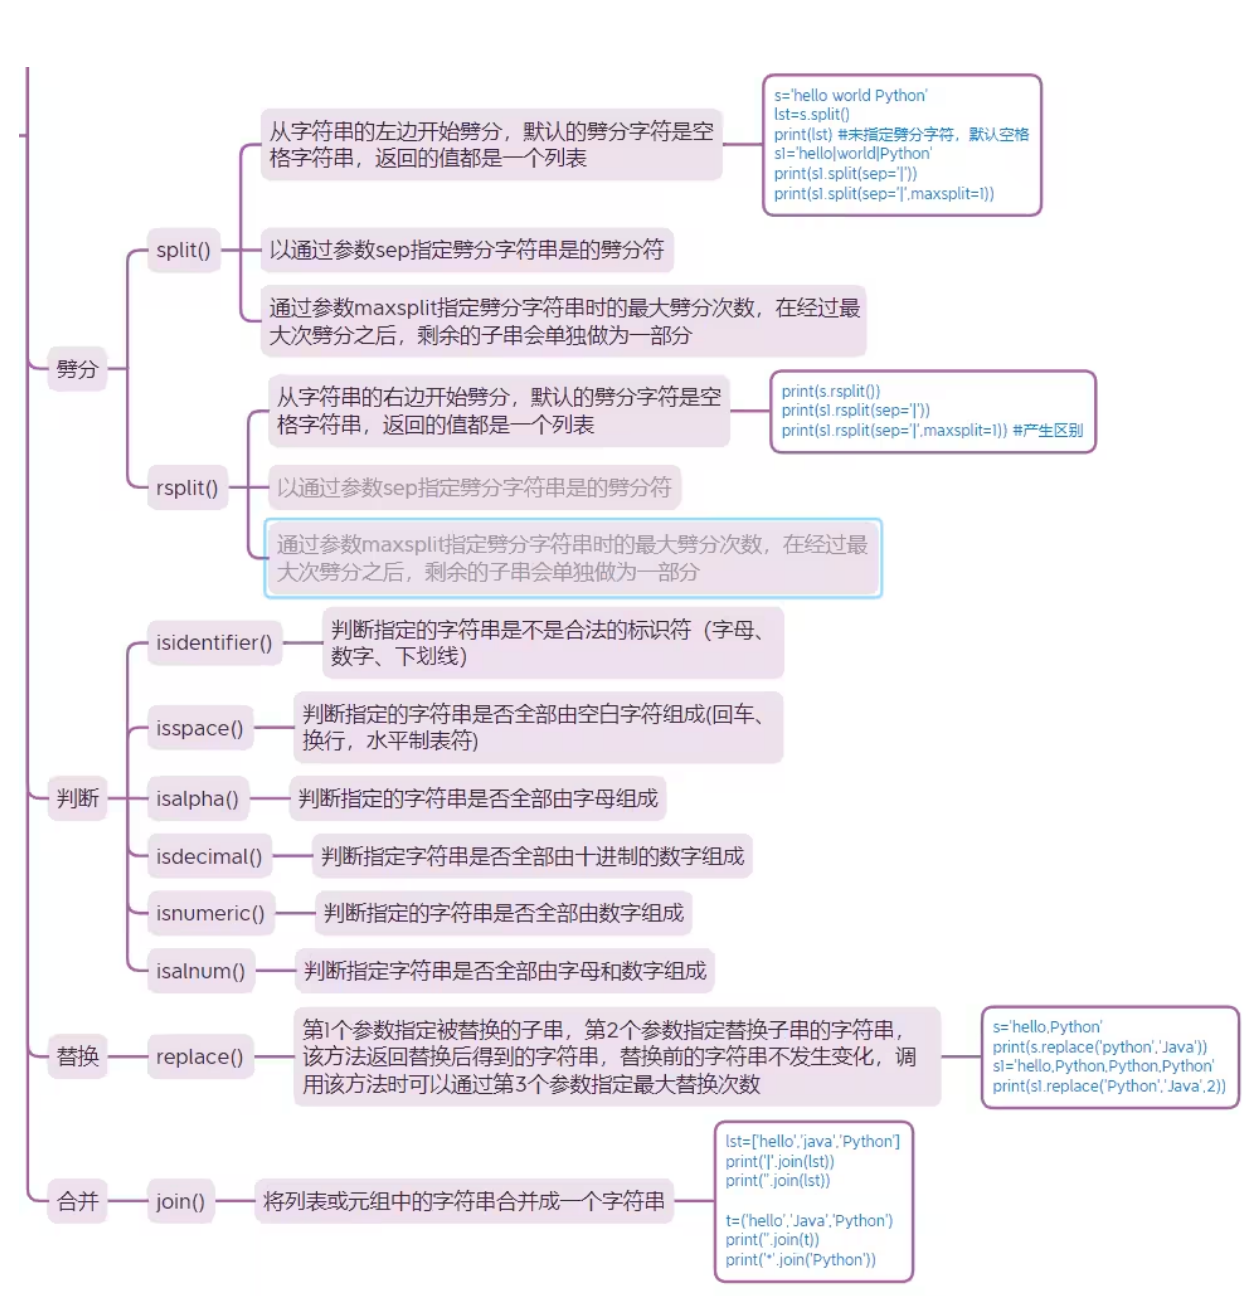 劈分
split()
从字符串的左边开始劈分，默认的劈分字符是空
格字符串，返回的值都是一个列表
s='hello world Python'
lst=s.split()
print(lst) #未指定劈分字符，默认空格
s1='hello|world|Python'
print(s1.split(sep='|'))
print(s1.split(sep='|',maxsplit=1))
以通过参数sep指定劈分字符串是的劈分符
通过参数maxsplit指定劈分字符串时的最大劈分次数，在经过最
大次劈分之后，剩余的子串会单独做为一部分
rsplit()
从字符串的右边开始劈分，默认的劈分字符是空
格字符串，返回的值都是一个列表
print(s.rsplit())
print(s1.rsplit(sep='|'))
print(s1.rsplit(sep='|',maxsplit=1)) #产生区别
以通过参数sep指定劈分字符串是的劈分符
通过参数maxsplit指定劈分字符串时的最大劈分次数，在经过最
大次劈分之后，剩余的子串会单独做为一部分
判断
isidentifier()
判断指定的字符串是不是合法的标识符（字母、
数字、下划线）
isspace()
判断指定的字符串是否全部由空白字符组成(回车、
换行，水平制表符)
isalpha()
判断指定的字符串是否全部由字母组成
isdecimal()
判断指定字符串是否全部由十进制的数字组成
isnumeric()
判断指定的字符串是否全部由数字组成
isalnum()
判断指定字符串是否全部由字母和数字组成
替换
replace()
第1个参数指定被替换的子串，第2个参数指定替换子串的字符串，
该方法返回替换后得到的字符串，替换前的字符串不发生变化，调
用该方法时可以通过第3个参数指定最大替换次数
s='hello,Python'
print(s.replace('python','Java'))
s1='hello,Python,Python,Python'
print(s1.replace('Python','Java',2))
合并
join()
将列表或元组中的字符串合并成一个字符串
lst=['hello','java','Python']
print('|'.join(lst))
print(''.join(lst))
t=('hello','Java','Python')
print(''.join(t))
print('*'.join('Python'))